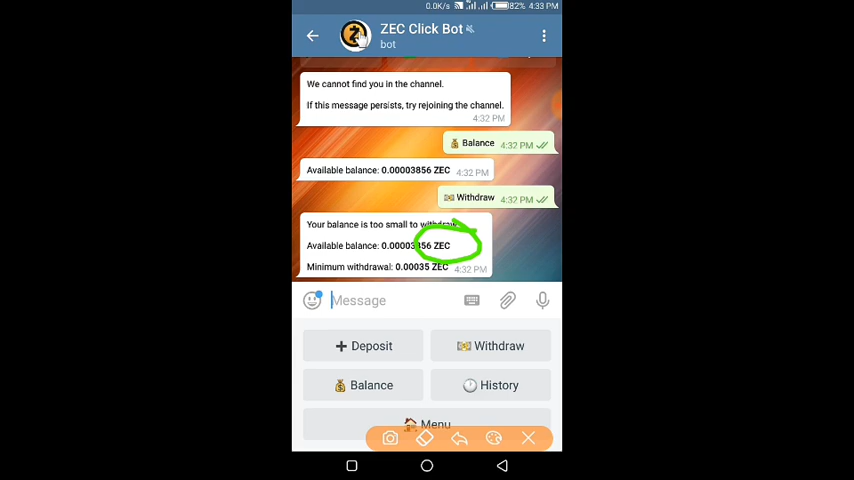 0.0K/s 82% 4:33 PM
ZEC Click Bot
bot
We cannot find you in the channel.
If this message persists, try rejoining the channel.
4:32 PM
Balance 4:32 PM
Available balance: 0.00003856 ZEC 4:32 PM
Withdraw 4:32 PM
Your balance is too small to withdraw.
Available balance: 0.00003856 ZEC
Minimum withdrawal: 0.00035 ZEC 4:32 PM
Message
Deposit Withdraw
Balance History
Menu